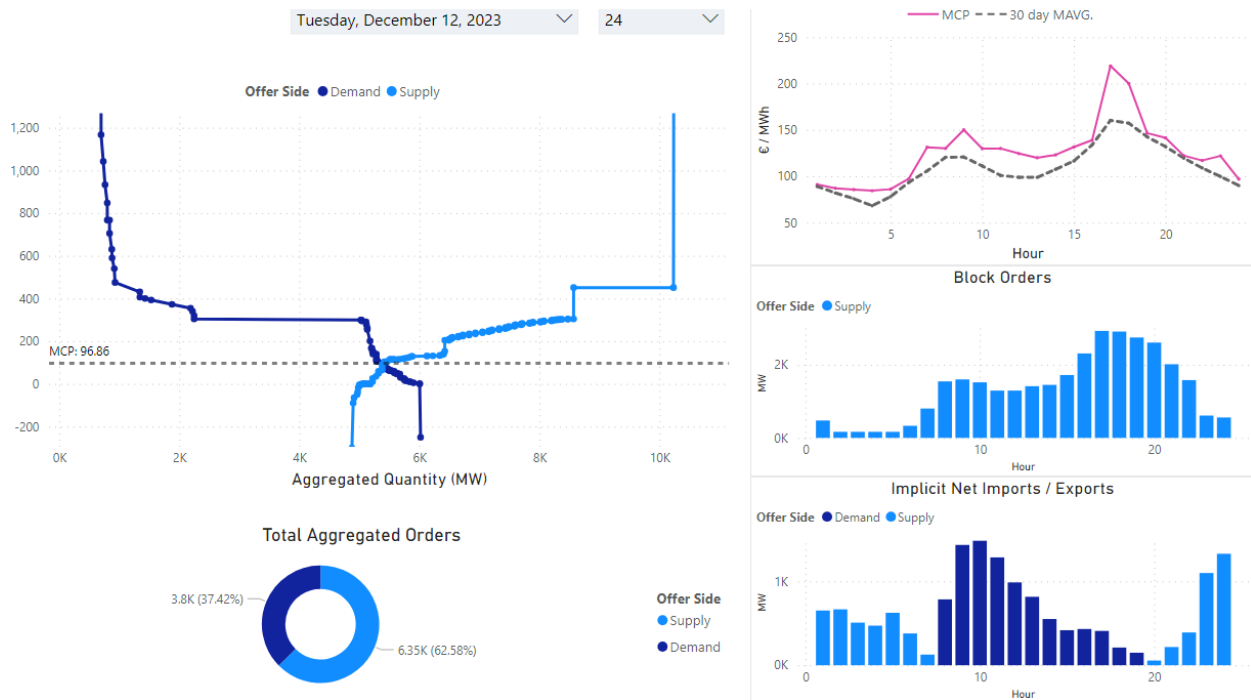 Tuesday, December 12, 2023
24
Offer Side Demand Supply
1,200
1,000
800
600
400
200
0
-200
MCP: 96.86
0K 2K 4K 6K 8K 10K
Aggregated Quantity (MW)
Total Aggregated Orders
3.8K (37.42%)
6.35K (62.58%)
Offer Side
Supply
Demand
MCP 30 day MAVG.
250
200
150
100
50
€ / MWh
5 10 15 20
Hour
Block Orders
Offer Side Supply
2K
0K
MW
0 10 20
Hour
Implicit Net Imports / Exports
Offer Side Demand Supply
1K
0K
MW
0 10 20
Hour